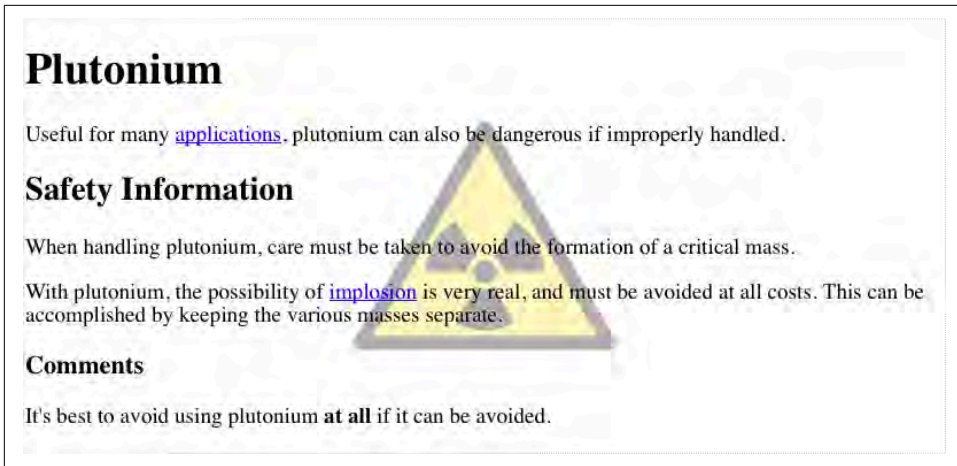 Plutonium
Useful for many applications, plutonium can also be dangerous if improperly handled.
Safety Information
When handling plutonium, care must be taken to avoid the formation of a critical mass.
With plutonium, the possibility of implosion is very real, and must be avoided at all costs. This can be
accomplished by keeping the various masses separate.
Comments
It's best to avoid using plutonium at all if it can be avoided.